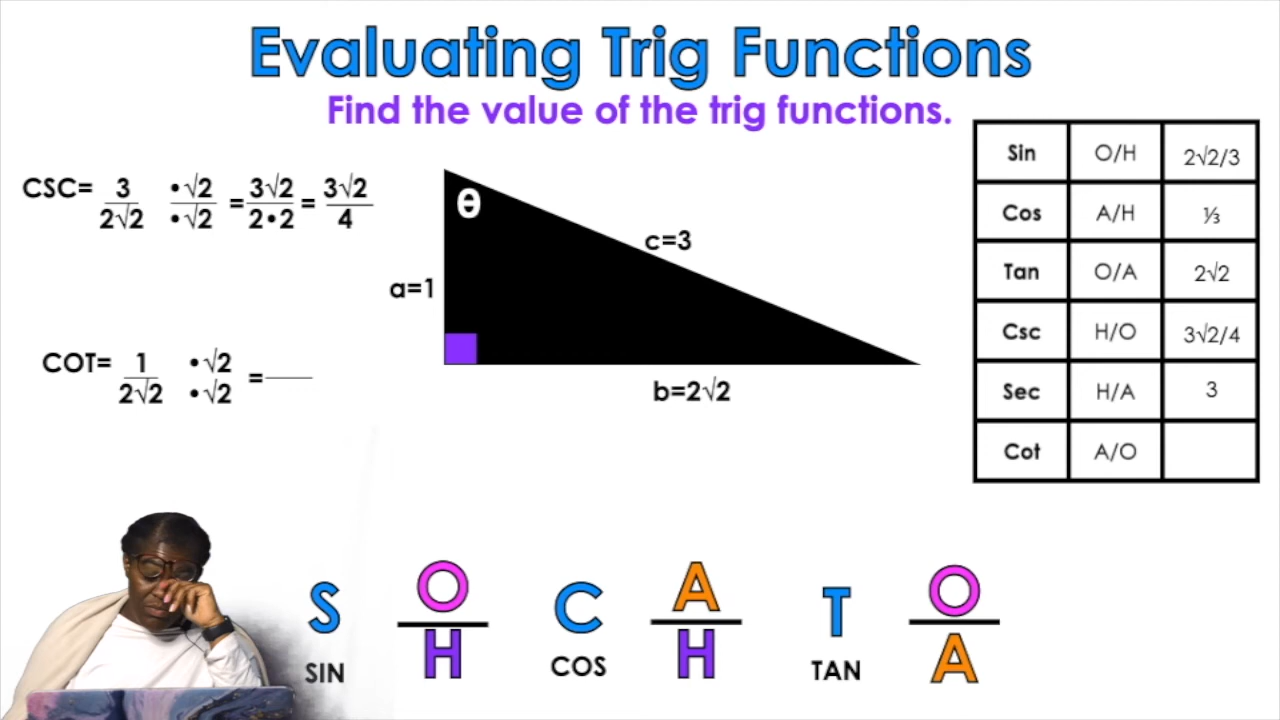 Evaluating Trig Functions
Find the value of the trig functions.
CSC= 3/2√2 •√2/•√2 = 3√2/2•2 = 3√2/4
COT= 1/2√2 •√2/•√2 =
θ
c=3
a=1
b=2√2
Sin O/H 2√2/3
Cos A/H ⅓
Tan O/A 2√2
Csc H/O 3√2/4
Sec H/A 3
Cot A/O
S O/H C A/H T O/A
SIN COS TAN